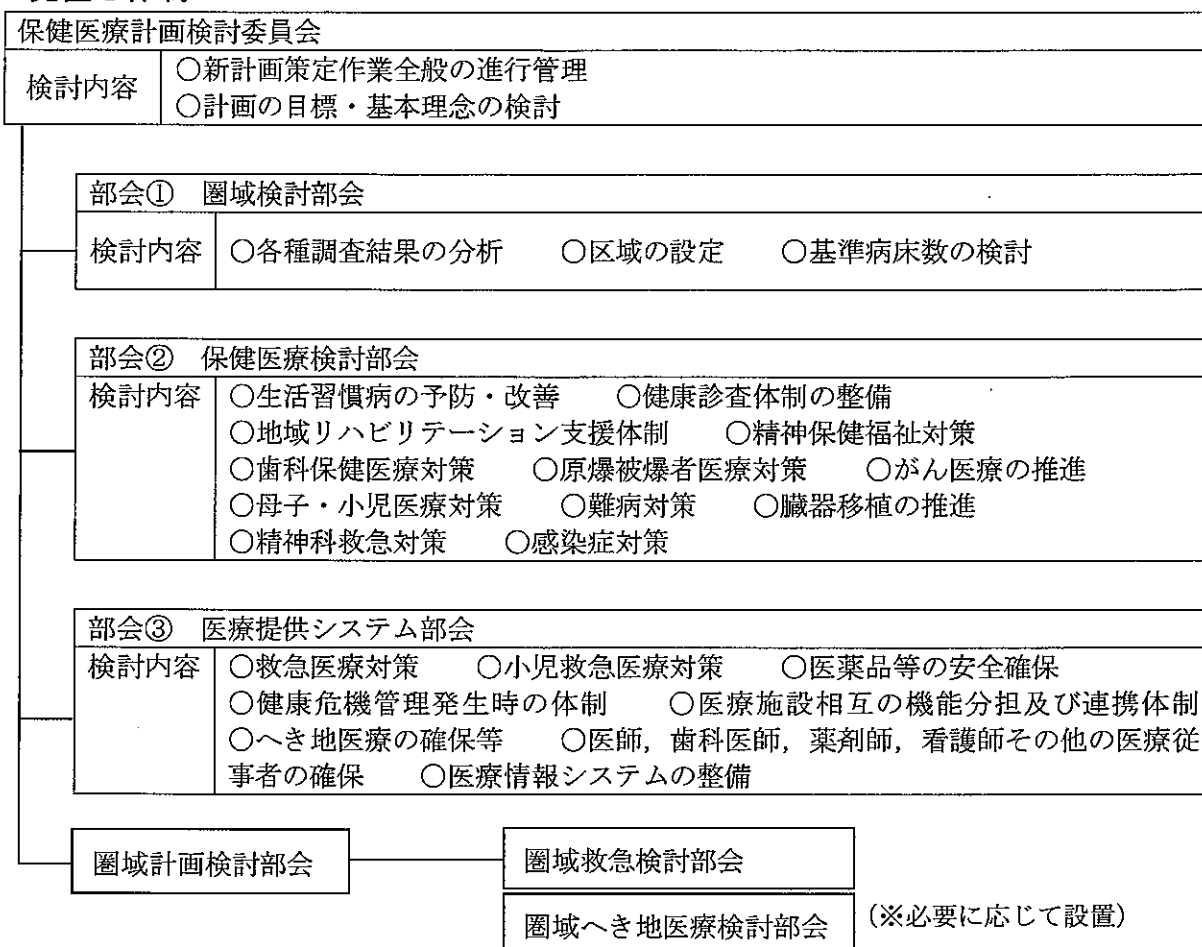 保健医療計画検討委員会
検討内容
○新計画策定作業全般の進行管理
○計画の目標・基本理念の検討
部会① 圏域検討部会
検討内容
○各種調査結果の分析 ○区域の設定 ○基準病床数の検討
部会② 保健医療検討部会
検討内容
○生活習慣病の予防・改善 ○健康診査体制の整備
○地域リハビリテーション支援体制 ○精神保健福祉対策
○歯科保健医療対策 ○原爆被爆者医療対策 ○がん医療の推進
○母子・小児医療対策 ○難病対策 ○臓器移植の推進
○精神科救急対策 ○感染症対策
部会③ 医療提供システム部会
検討内容
○救急医療対策 ○小児救急医療対策 ○医薬品等の安全確保
○健康危機管理発生時の体制 ○医療施設相互の機能分担及び連携体制
○へき地医療の確保等 ○医師，歯科医師，薬剤師，看護師その他の医療従
事者の確保 ○医療情報システムの整備
圏域計画検討部会
圏域救急検討部会
圏域へき地医療検討部会
(※必要に応じて設置)